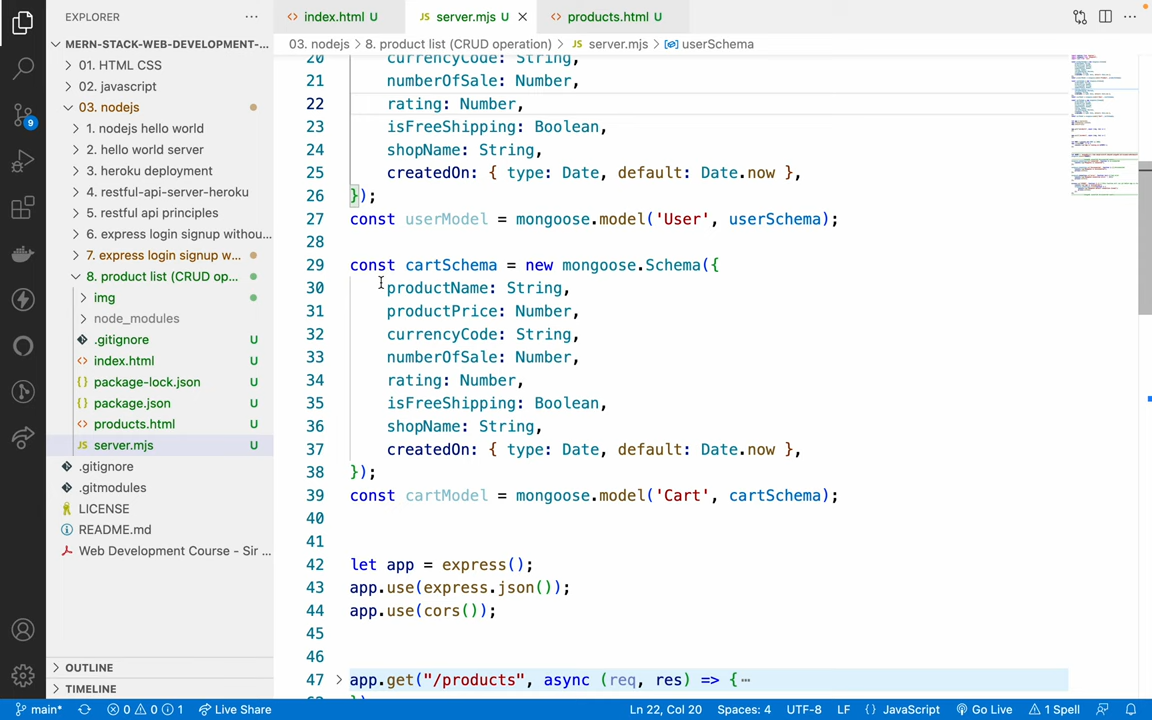 EXPLORER
index.html U
server.mjs U
products.html U
MERN-STACK-WEB-DEVELOPMENT-...
03. nodejs > 8. product list (CRUD operation) > JS server.mjs > userSchema
01. HTML CSS
02. javascript
03. nodejs
1. nodejs hello world
2. hello world server
3. heroku deployment
4. restful-api-server-heroku
5. restful api principles
6. express login signup withou...
7. express login signup w...
8. product list (CRUD op...
img
node_modules
.gitignore U
index.html U
package-lock.json U
package.json U
products.html U
JS server.mjs U
.gitignore
.gitmodules
LICENSE
README.md
Web Development Course - Sir ...
OUTLINE
TIMELINE
20 currencyCode: String,
21 numberOfSale: Number,
22 rating: Number,
23 isFreeShipping: Boolean,
24 shopName: String,
25 createdOn: { type: Date, default: Date.now },
26 });
27 const userModel = mongoose.model('User', userSchema);
28
29 const cartSchema = new mongoose.Schema({
30 productName: String,
31 productPrice: Number,
32 currencyCode: String,
33 numberOfSale: Number,
34 rating: Number,
35 isFreeShipping: Boolean,
36 shopName: String,
37 createdOn: { type: Date, default: Date.now },
38 });
39 const cartModel = mongoose.model('Cart', cartSchema);
40
41
42 let app = express();
43 app.use(express.json());
44 app.use(cors());
45
46
47 app.get("/products", async (req, res) => {
9
main* 0 0 1 Live Share
Ln 22, Col 20 Spaces: 4 UTF-8 LF {} JavaScript Go Live 1 Spell